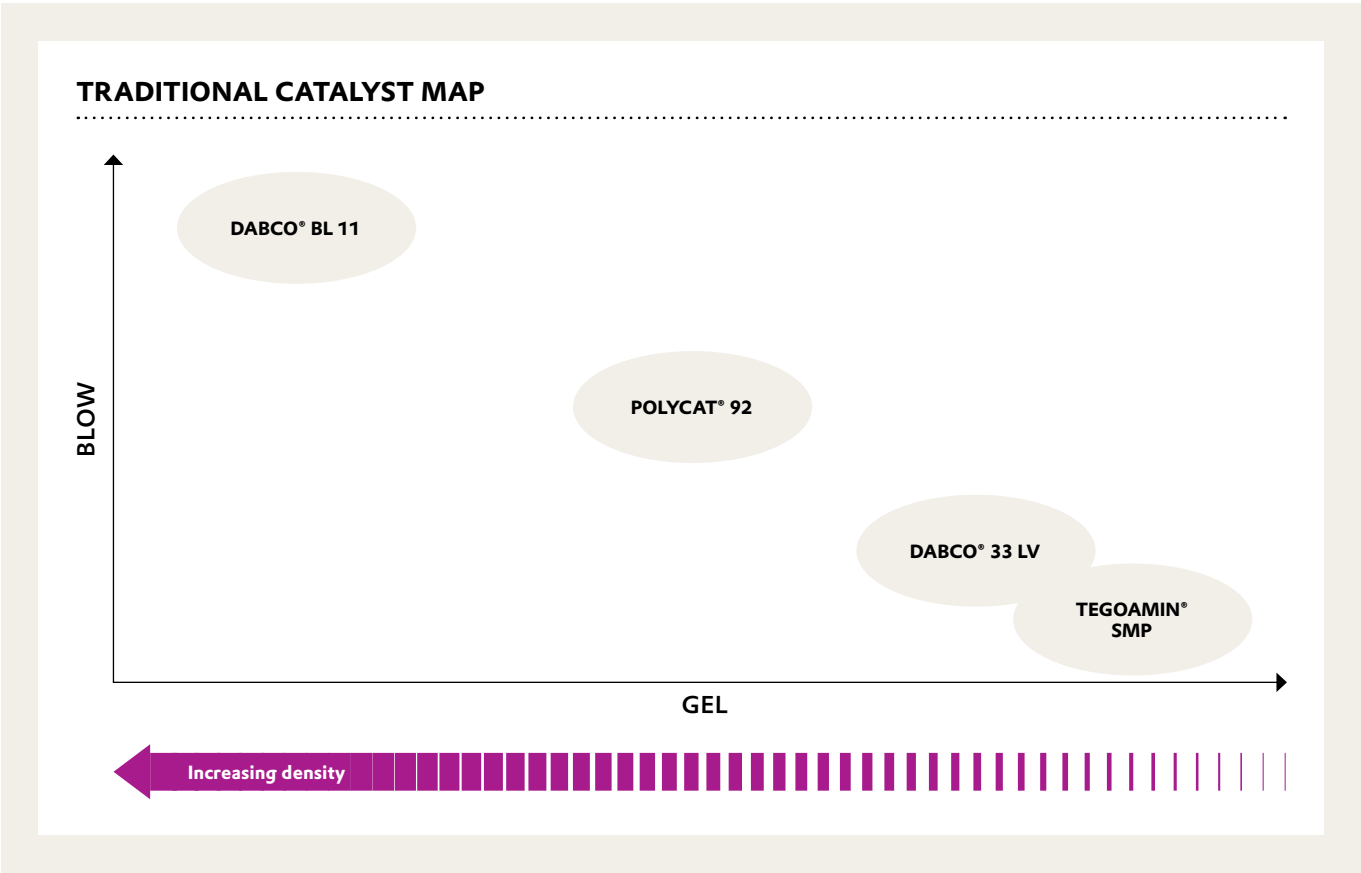 TRADITIONAL CATALYST MAP
DABCO® BL 11
POLYCAT® 92
BLOW
DABCO® 33 LV
TEGOAMIN®
SMP
GEL
Increasing density